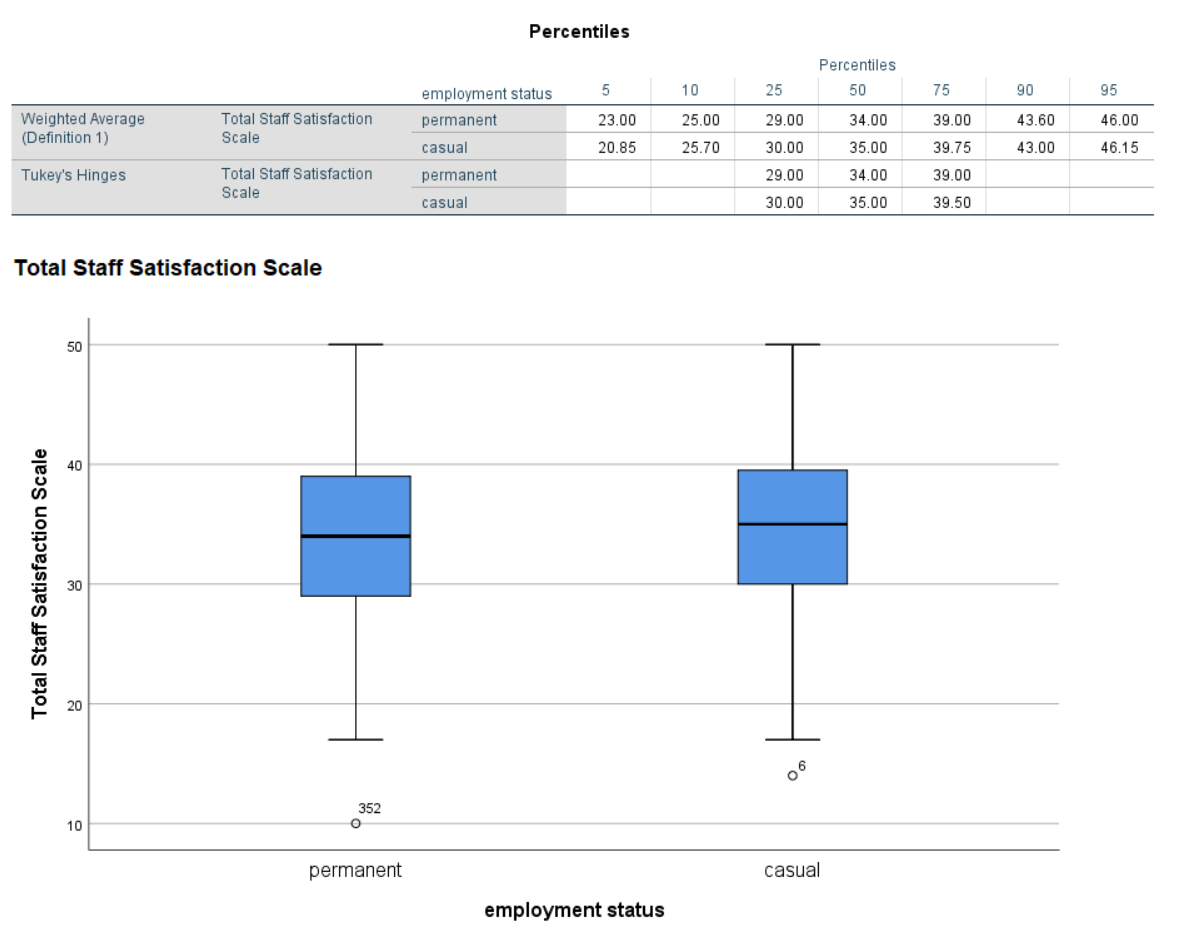 Percentiles
Percentiles
employment status 5 10 25 50 75 90 95
Weighted Average (Definition 1) Total Staff Satisfaction Scale permanent 23.00 25.00 29.00 34.00 39.00 43.60 46.00
casual 20.85 25.70 30.00 35.00 39.75 43.00 46.15
Tukey's Hinges Total Staff Satisfaction Scale permanent 29.00 34.00 39.00
casual 30.00 35.00 39.50
Total Staff Satisfaction Scale
Total Staff Satisfaction Scale
50
40
30
20
10
352
6
permanent casual
employment status